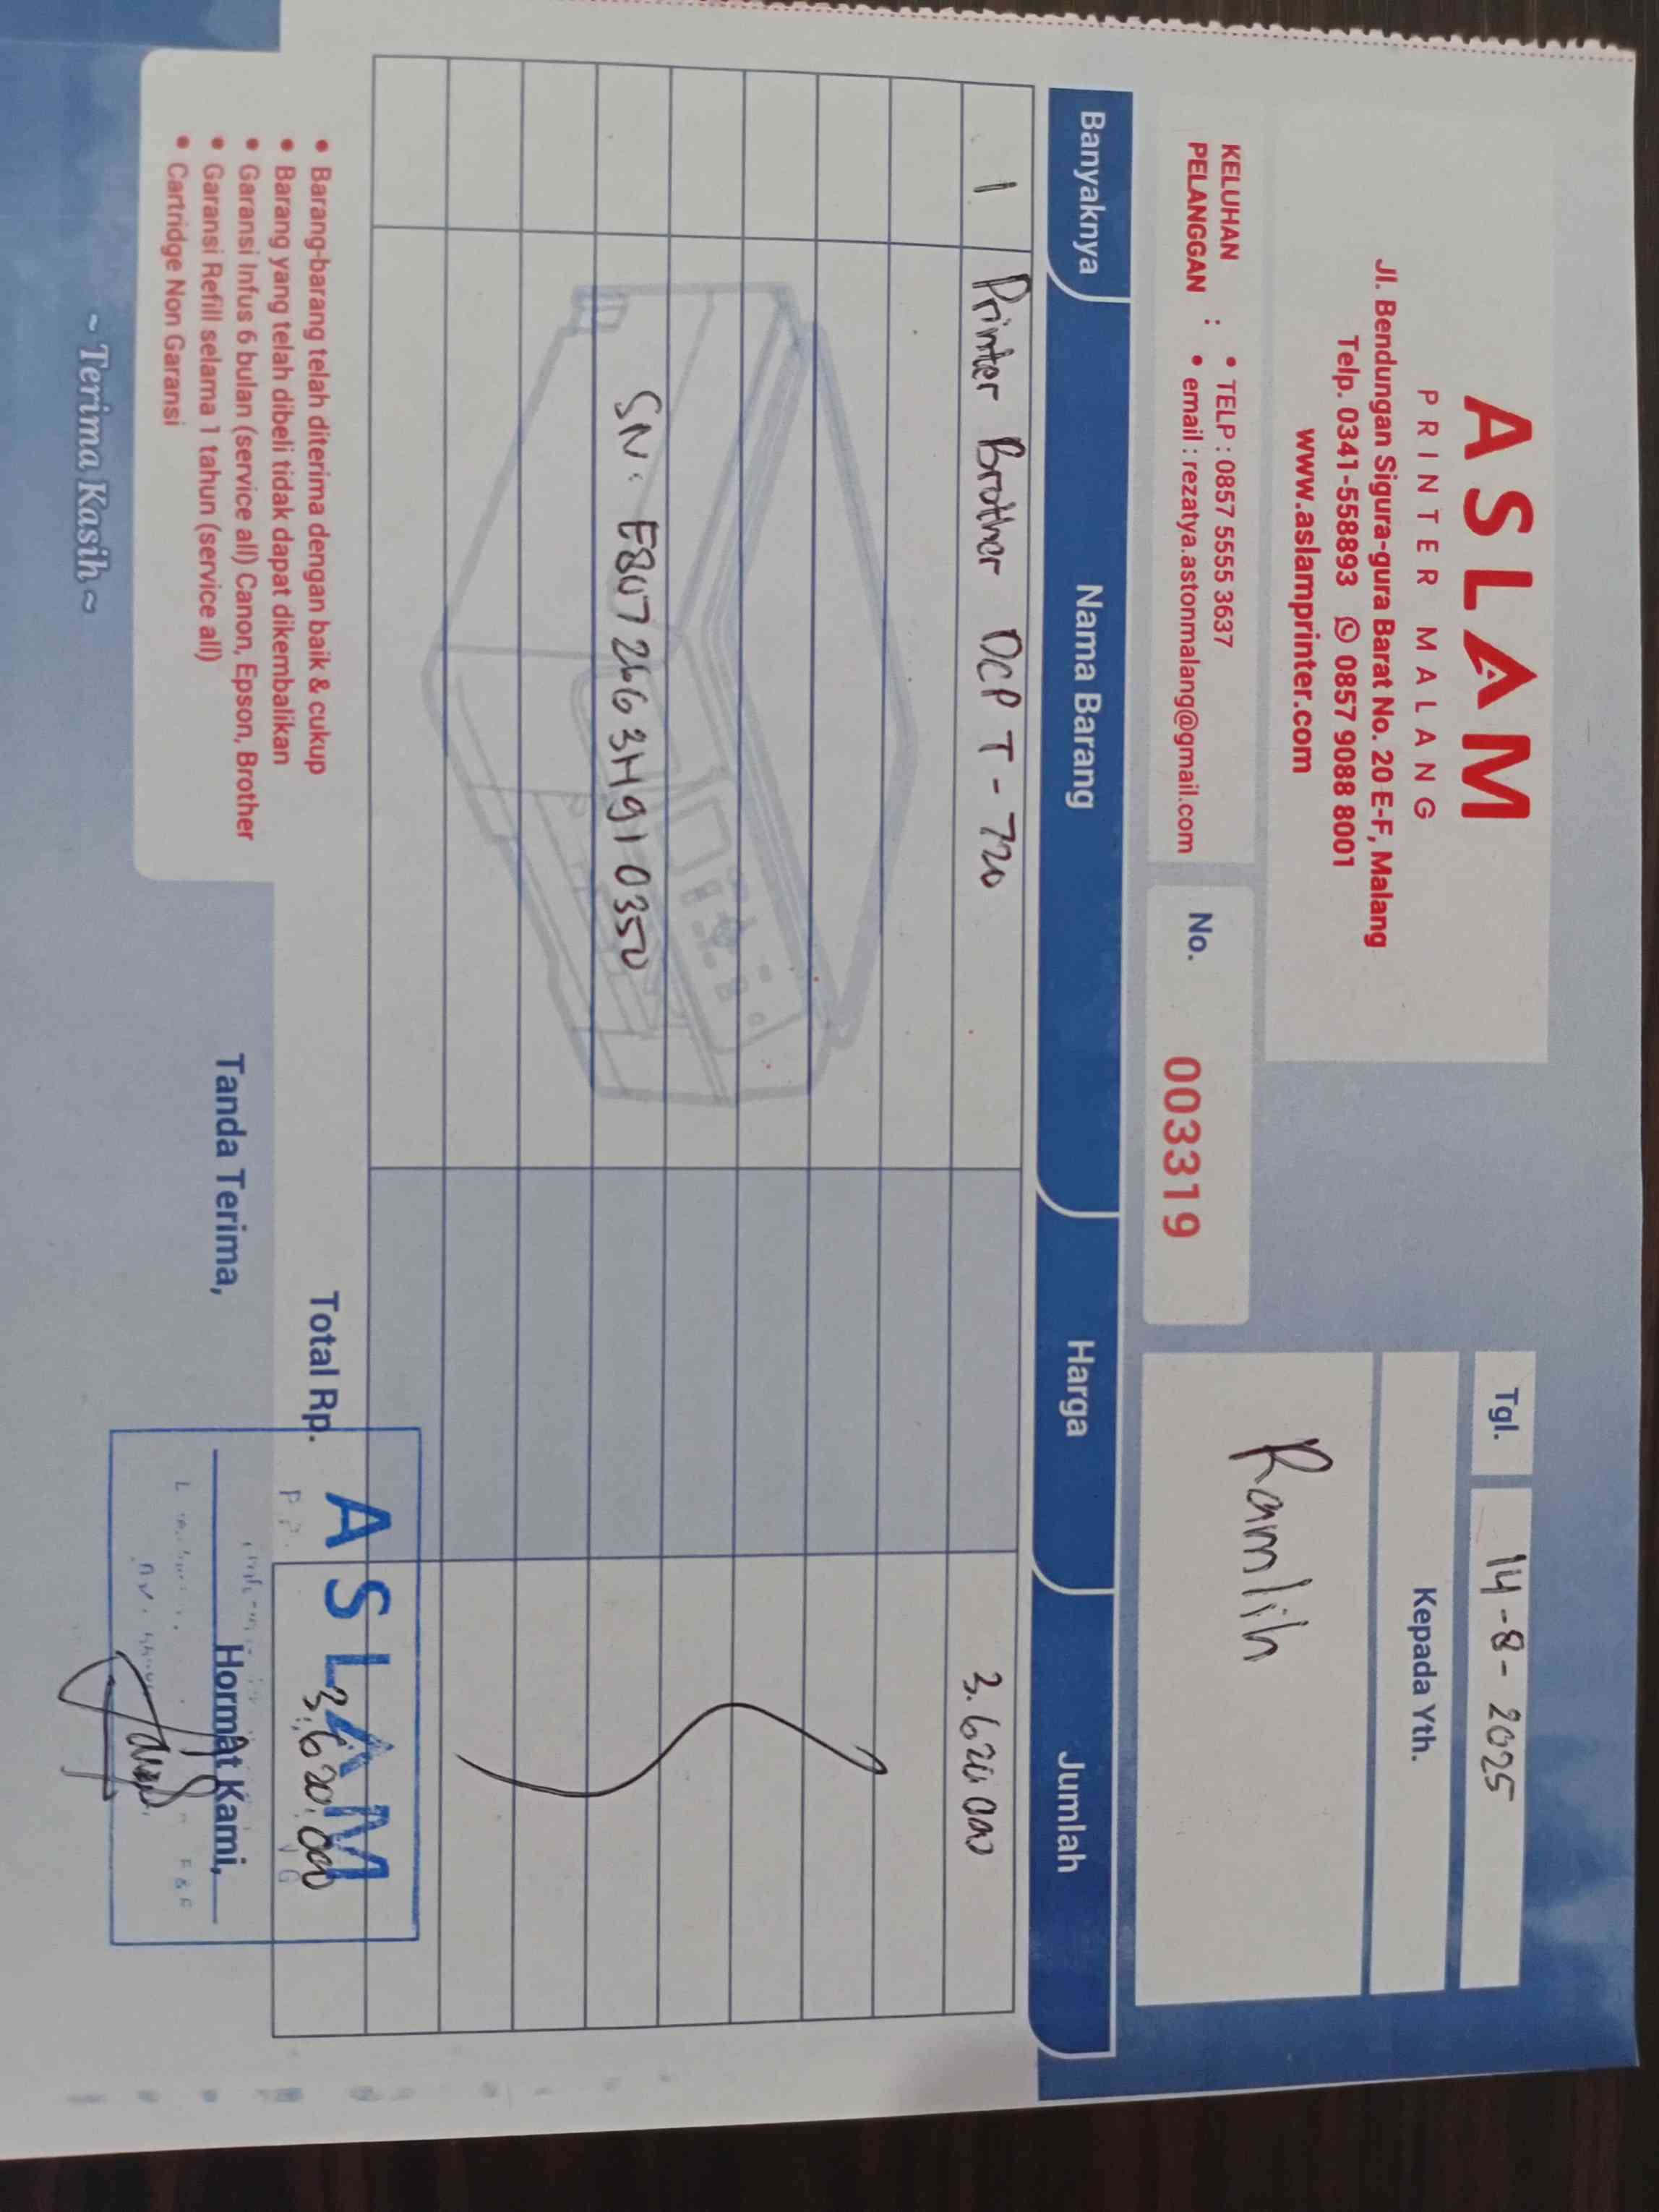 ASLAM
PRINTER MALANG
Jl. Bendungan Sigura-gura Barat No. 20 E-F, Malang
Telp. 0341-558893 0857 9088 8001
www.aslamprinter.com
Tgl. 14-8-2025
Kepada Yth.
Ramlih
KELUHAN PELANGGAN :
• TELP : 0857 5555 3637
• email : rezatya.astonmalang@gmail.com
No. 003319
Banyaknya Nama Barang Harga Jumlah
1 Printer Brother DCP T-720 3.620.000
SN: E8072663H910350
Total Rp. 3.620.000
ASLAM
• Barang-barang telah diterima dengan baik & cukup
• Barang yang telah dibeli tidak dapat dikembalikan
• Garansi Infus 6 bulan (service all) Canon, Epson, Brother
• Garansi Refill selama 1 tahun (service all)
• Cartridge Non Garansi
Tanda Terima, Hormat Kami,
~ Terima Kasih ~